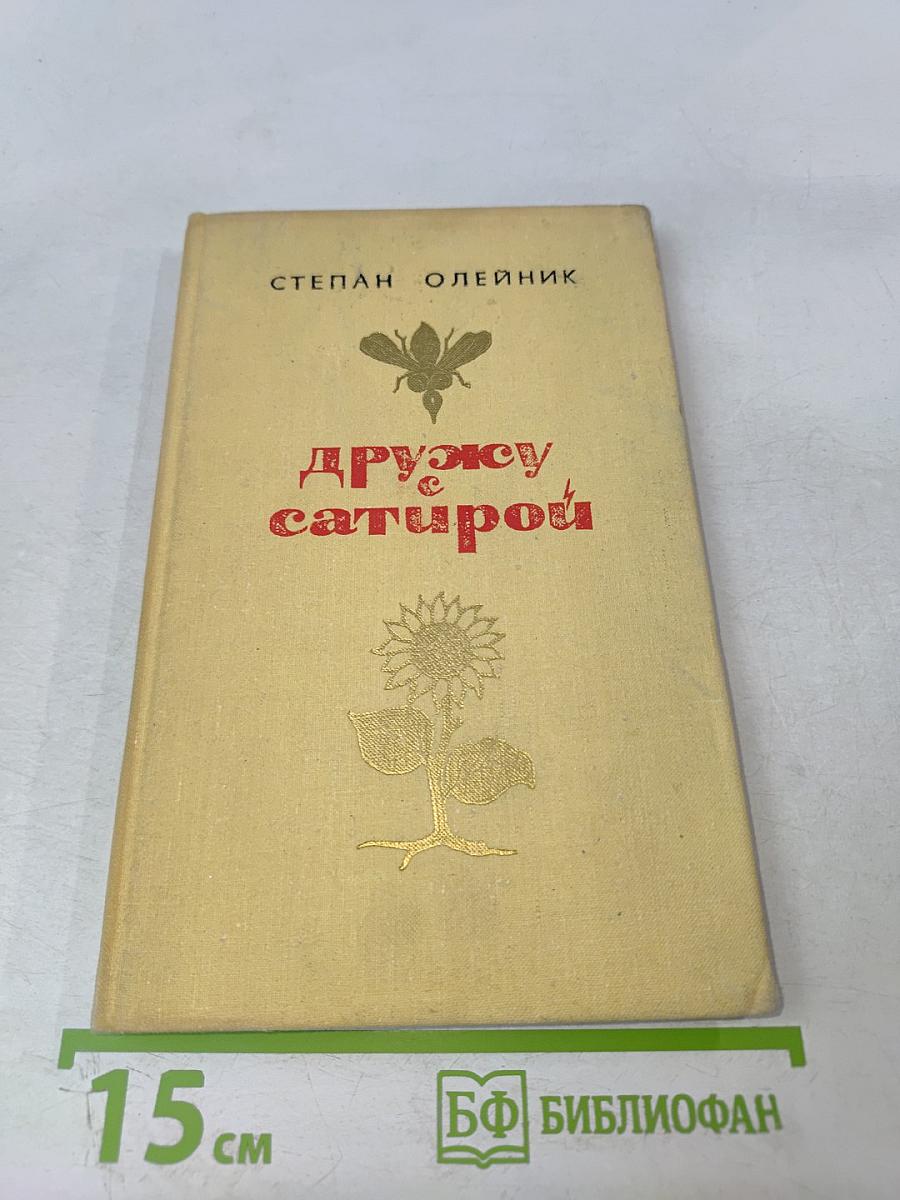 СТЕПАН ОЛЕЙНИК
дружу
с
сатирой
15 см
БФ БИБЛИОФАН